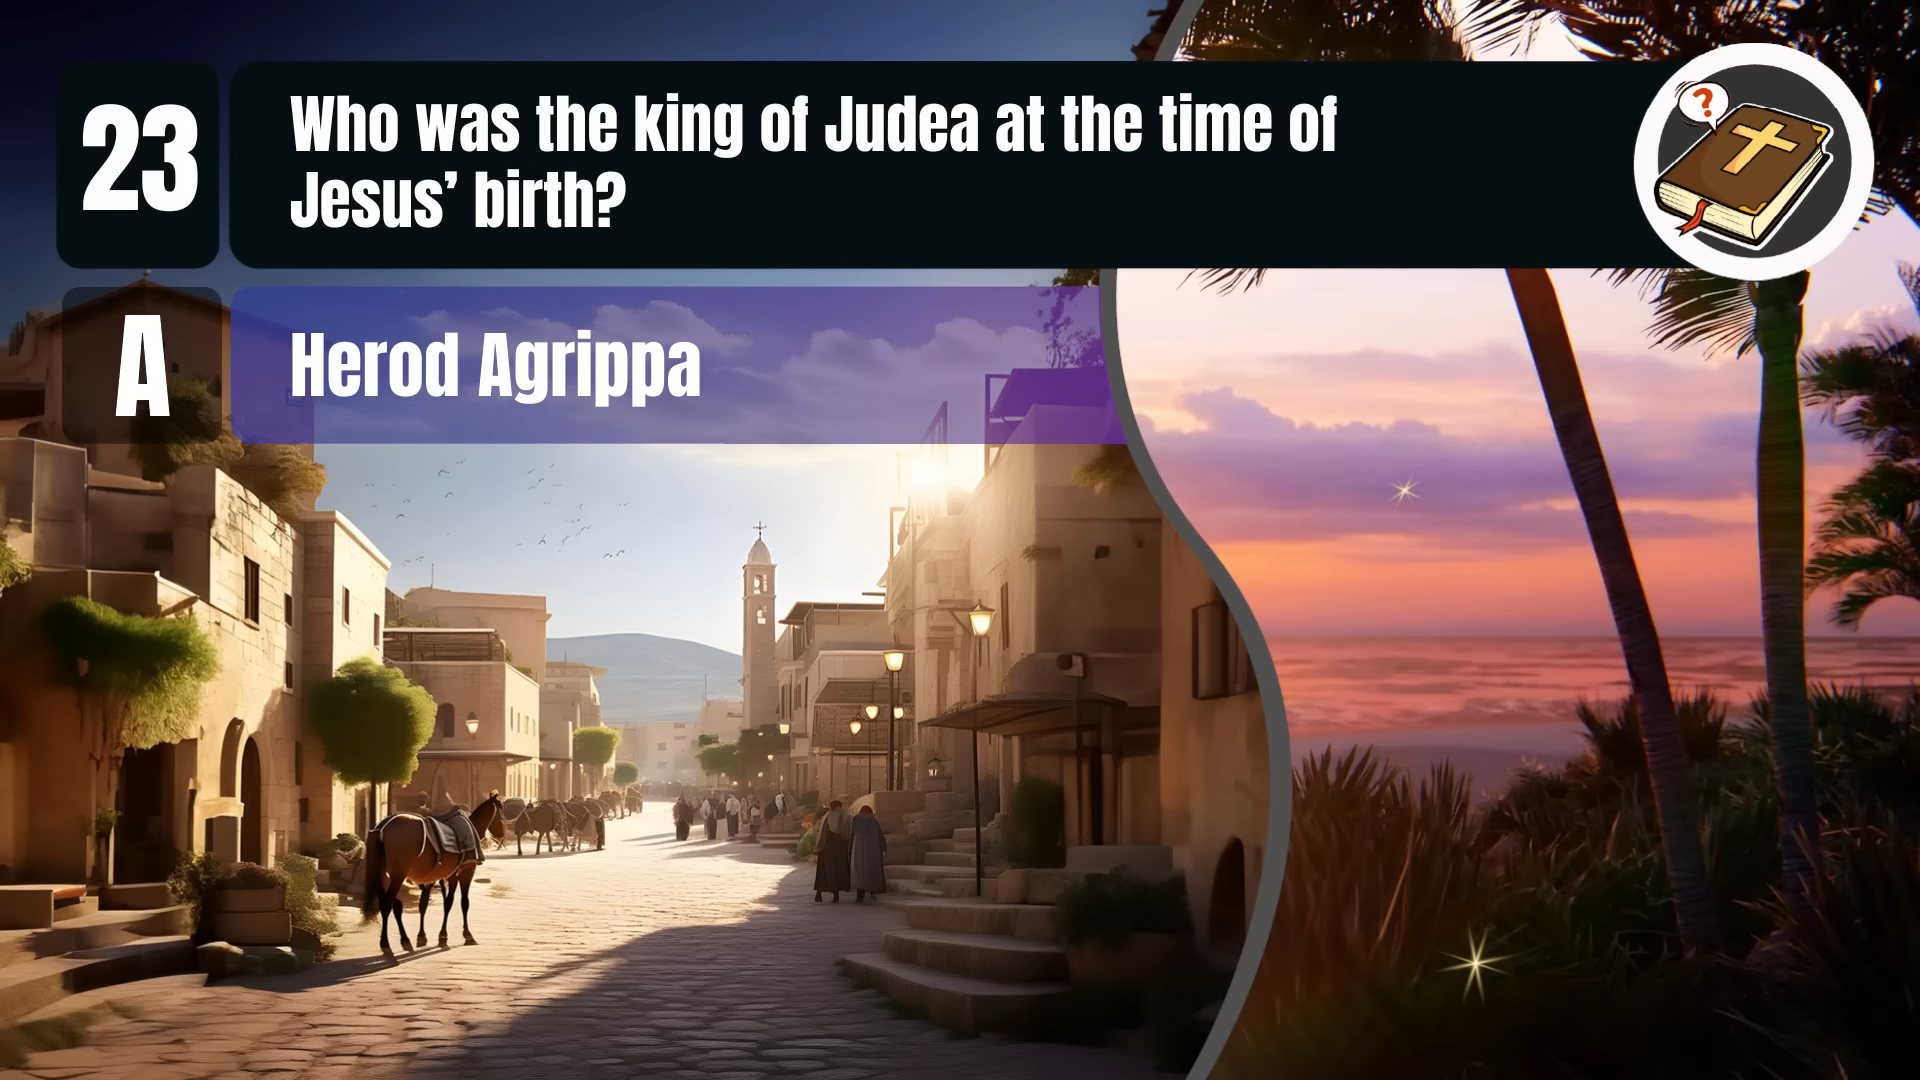 23
Who was the king of Judea at the time of
Jesus’ birth?
?
A
Herod Agrippa